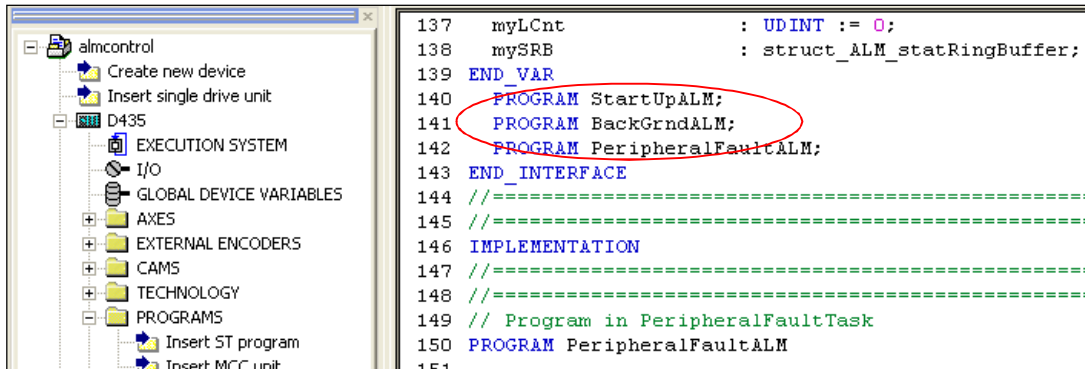 almcontrol
Create new device
Insert single drive unit
D435
EXECUTION SYSTEM
I/O
GLOBAL DEVICE VARIABLES
AXES
EXTERNAL ENCODERS
CAMS
TECHNOLOGY
PROGRAMS
Insert ST program
Insert MCC unit
137 myLCnt : UDINT := 0;
138 mySRB : struct_ALM_statRingBuffer;
139 END_VAR
140 PROGRAM StartUpALM;
141 PROGRAM BackGrndALM;
142 PROGRAM PeripheralFaultALM;
143 END_INTERFACE
144 //=====================================================
145 //=====================================================
146 IMPLEMENTATION
147 //=====================================================
148 //=====================================================
149 // Program in PeripheralFaultTask
150 PROGRAM PeripheralFaultALM
151